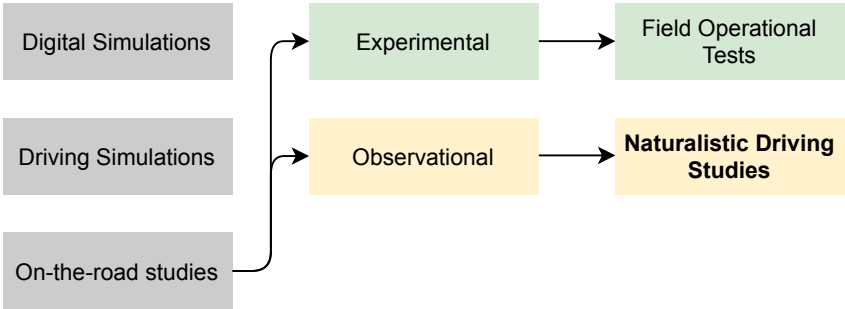 Digital Simulations
Experimental
Field Operational
Tests
Driving Simulations
Observational
Naturalistic Driving
Studies
On-the-road studies